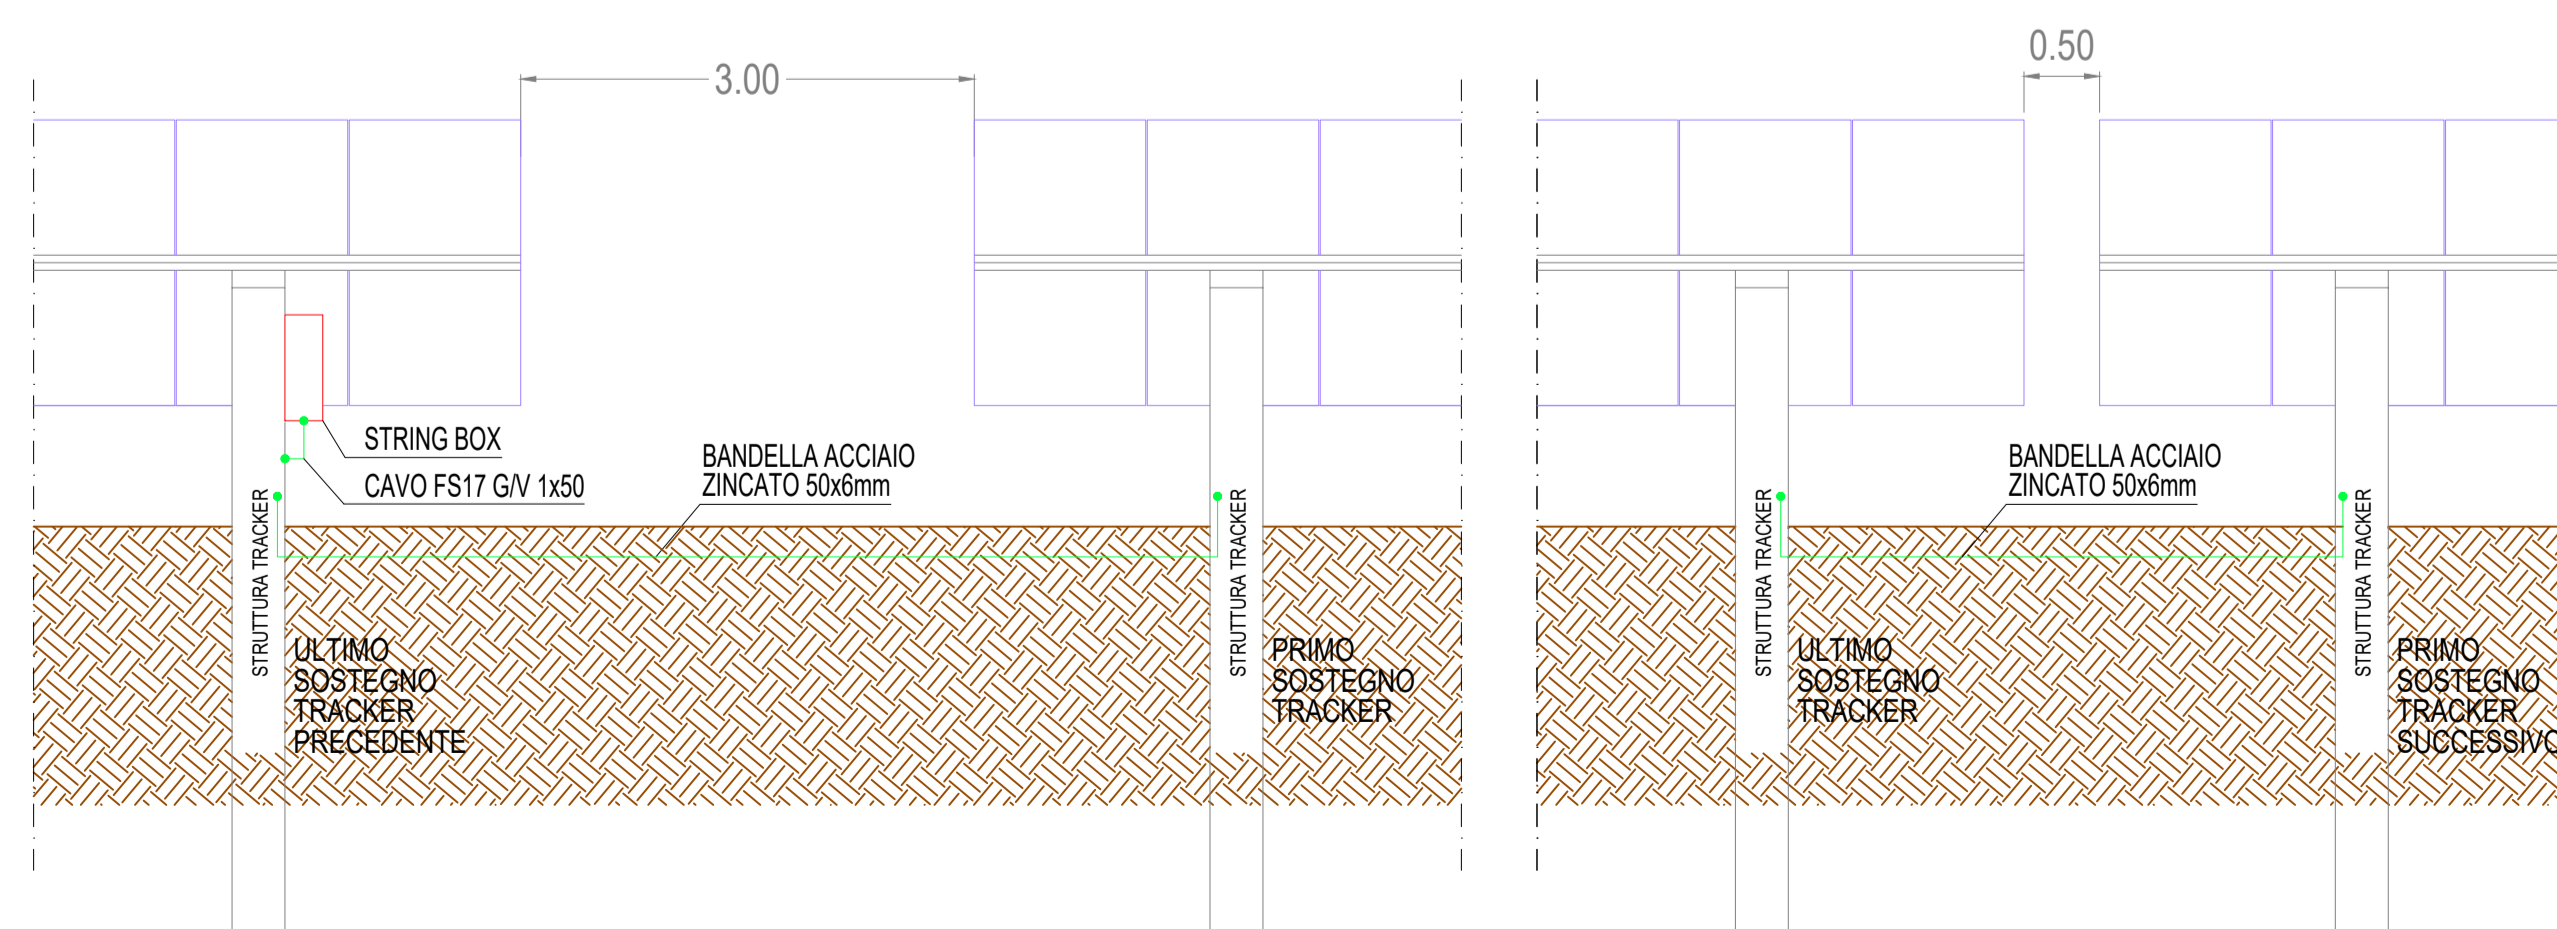 3.00
0.50
STRING BOX
CAVO FS17 G/V 1x50
BANDELLA ACCIAIO
ZINCATO 50x6mm
BANDELLA ACCIAIO
ZINCATO 50x6mm
STRUTTURA TRACKER
ULTIMO
SOSTEGNO
TRACKER
PRECEDENTE
STRUTTURA TRACKER
PRIMO
SOSTEGNO
TRACKER
STRUTTURA TRACKER
ULTIMO
SOSTEGNO
TRACKER
STRUTTURA TRACKER
PRIMO
SOSTEGNO
TRACKER
SUCCESSIVO